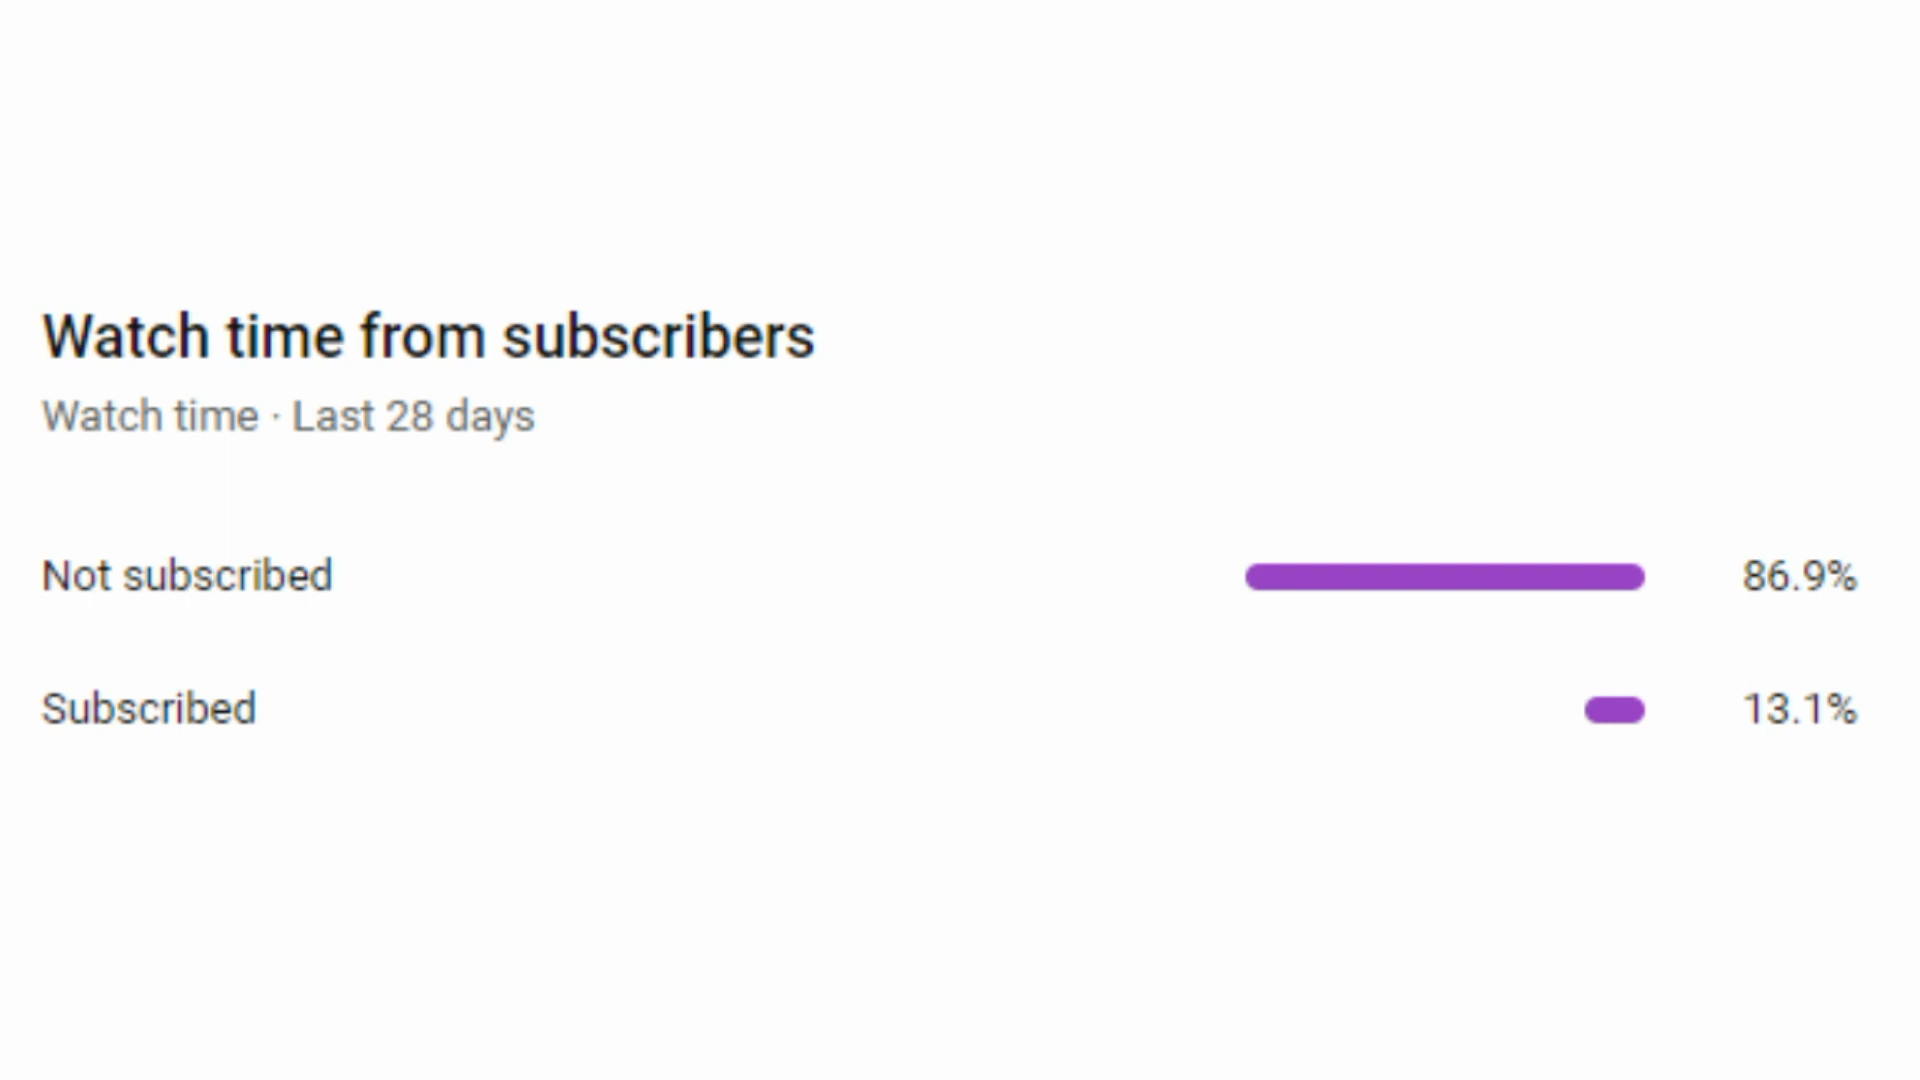 Watch time from subscribers
Watch time · Last 28 days
Not subscribed 86.9%
Subscribed 13.1%